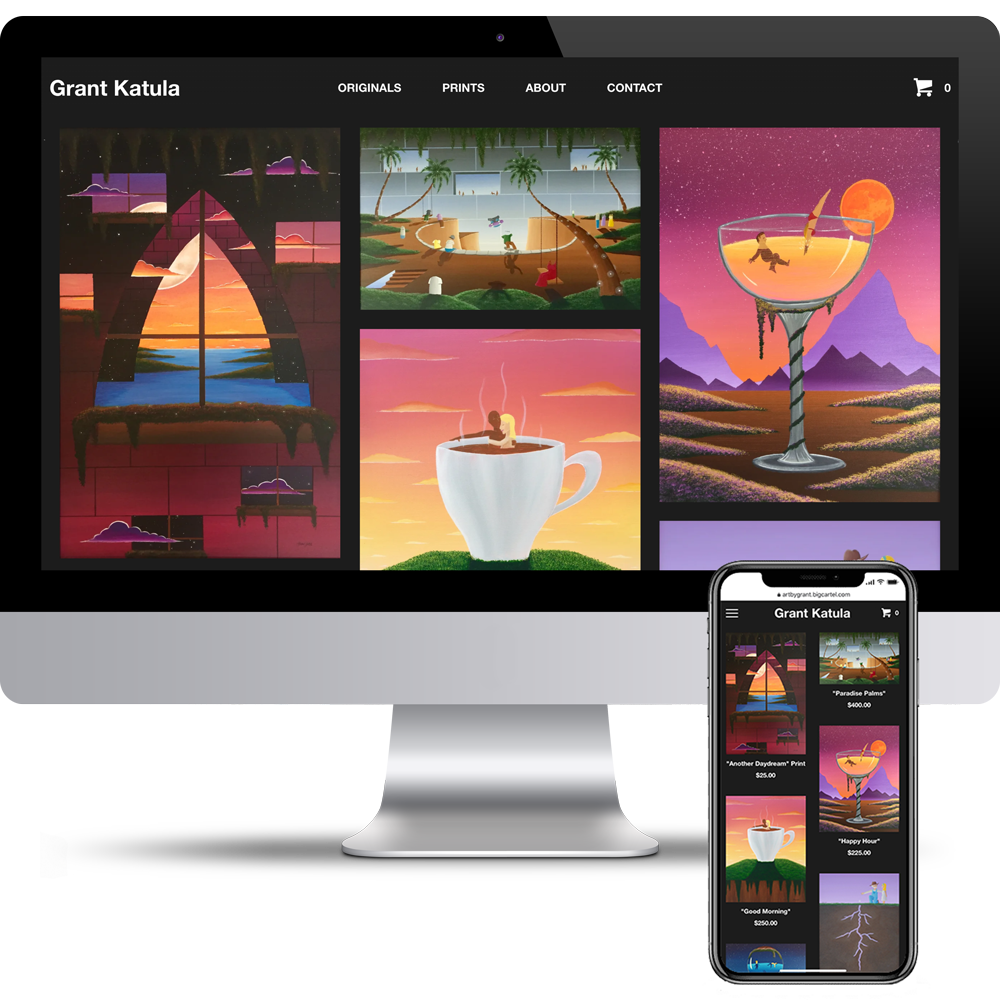 Grant Katula
ORIGINALS PRINTS ABOUT CONTACT
0
artbygrant.bigcartel.com
Grant Katula
0
"Paradise Palms"
$400.00
"Another Daydream" Print
$25.00
"Happy Hour"
$225.00
"Good Morning"
$250.00